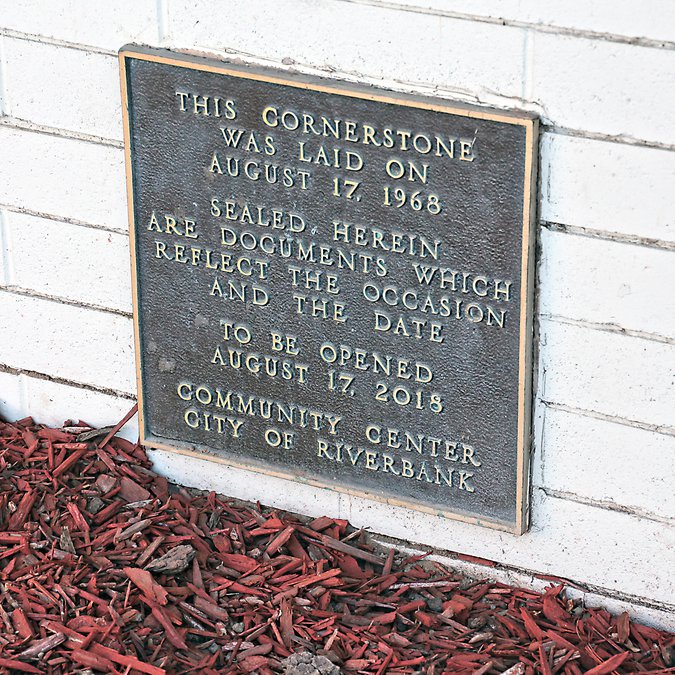 THIS CORNERSTONE
WAS LAID ON
AUGUST 17, 1968
SEALED HEREIN
ARE DOCUMENTS WHICH
REFLECT THE OCCASION
AND THE DATE
TO BE OPENED
AUGUST 17, 2018
COMMUNITY CENTER
CITY OF RIVERBANK